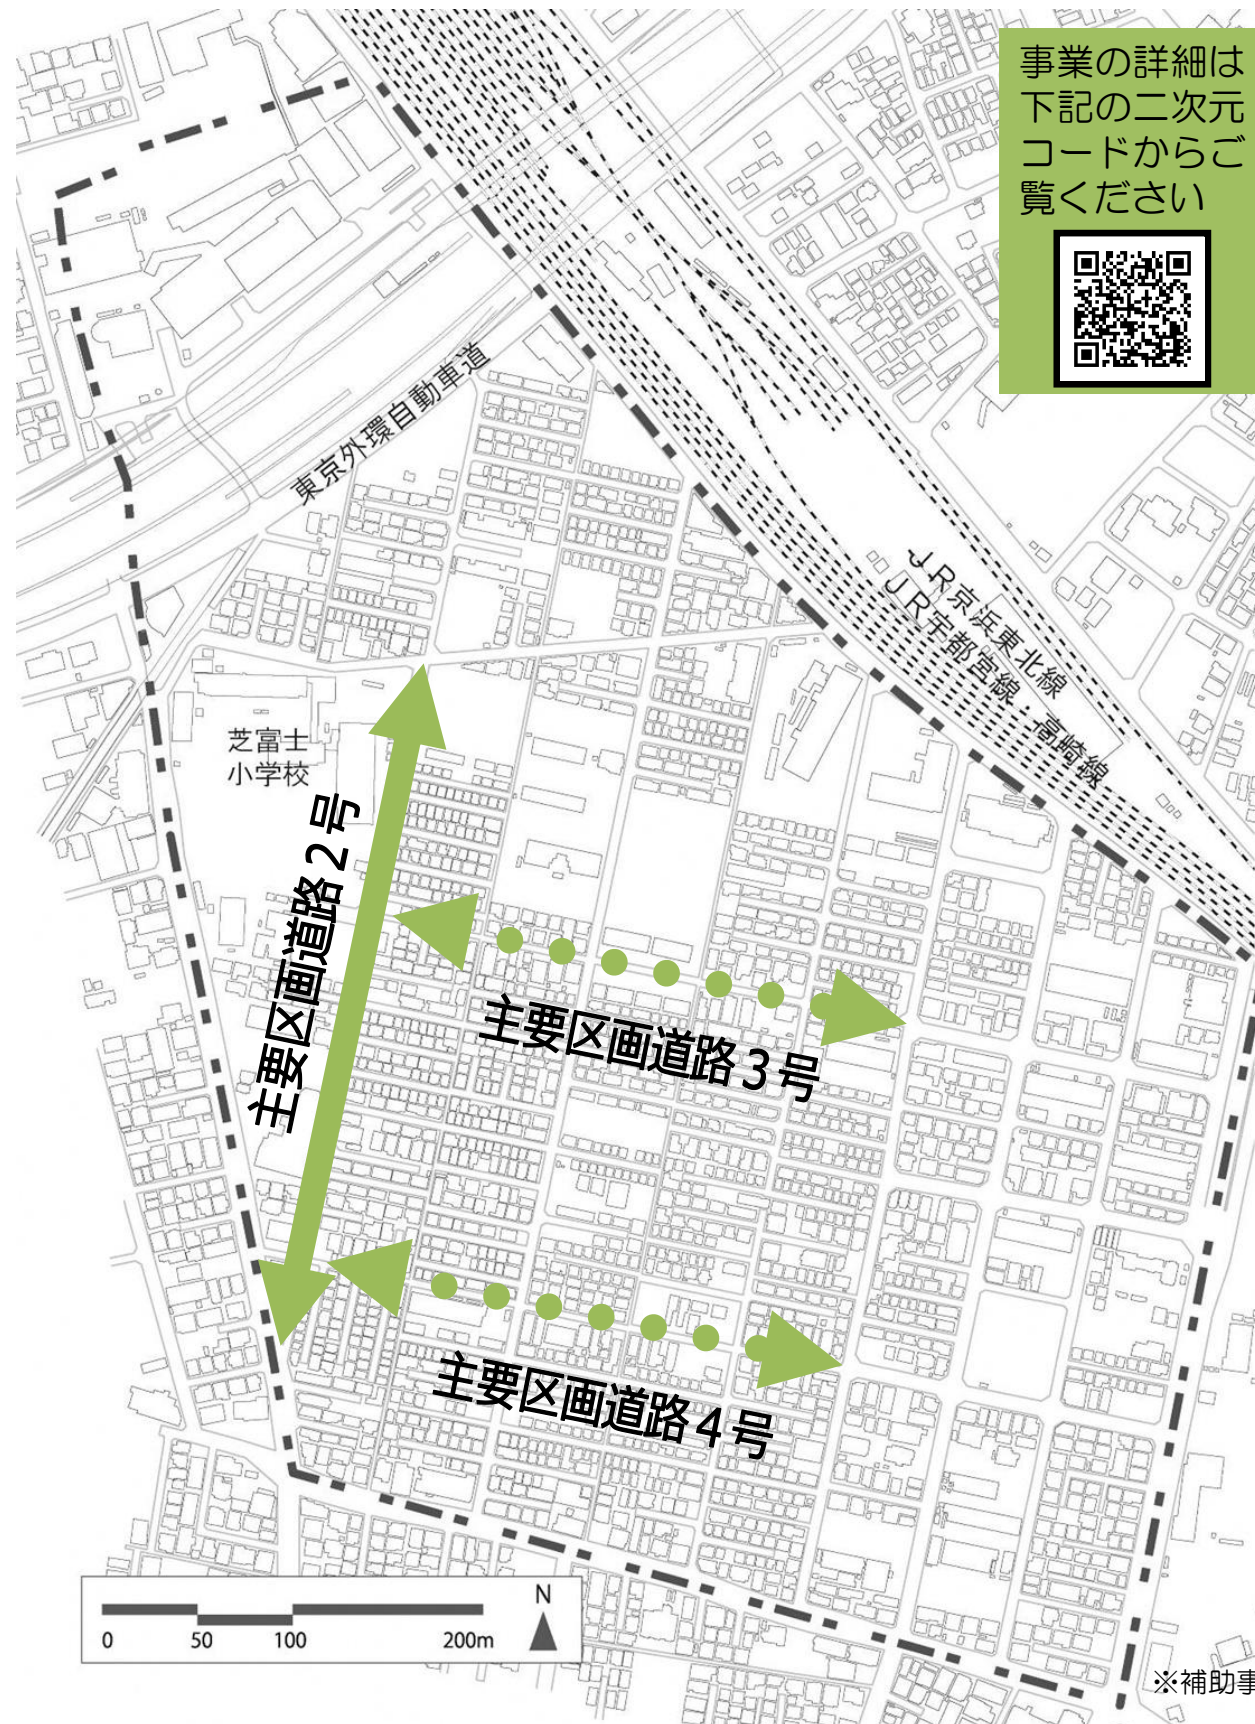 事業の詳細は
下記の二次元
コードからご
覧ください
東京外環自動車道
JR京浜東北線
JR宇都宮線・高崎線
芝富士
小学校
主要区画道路2号
主要区画道路3号
主要区画道路4号
0 50 100 200m
N
※補助事